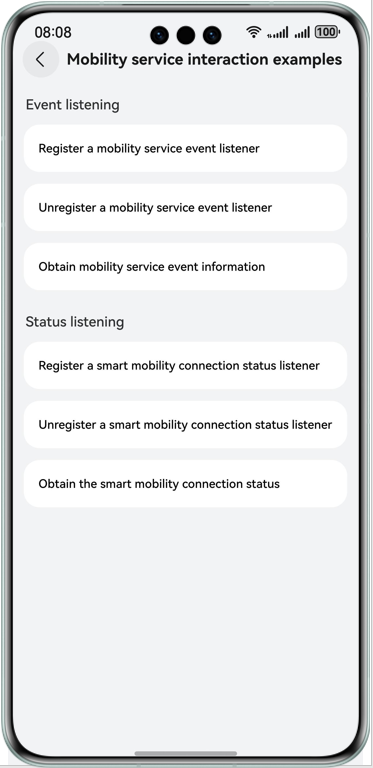 08:08
100
Mobility service interaction examples
Event listening
Register a mobility service event listener
Unregister a mobility service event listener
Obtain mobility service event information
Status listening
Register a smart mobility connection status listener
Unregister a smart mobility connection status listener
Obtain the smart mobility connection status